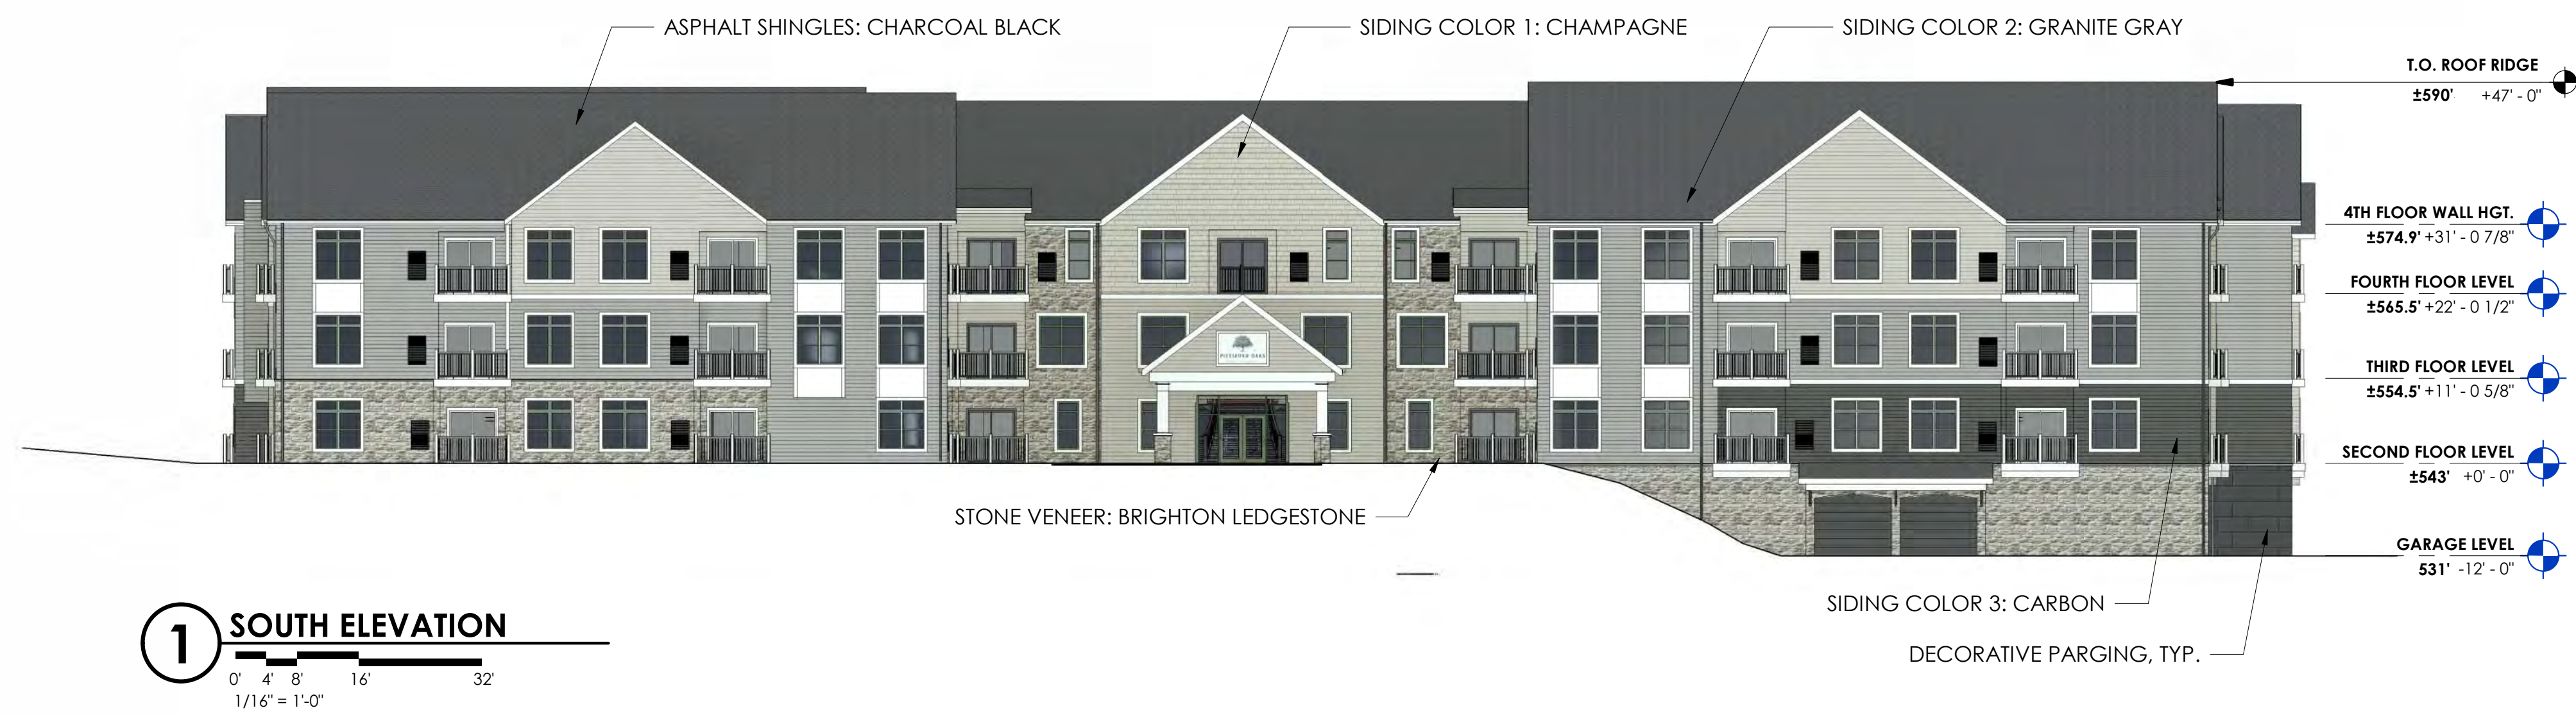 ASPHALT SHINGLES: CHARCOAL BLACK
SIDING COLOR 1: CHAMPAGNE
SIDING COLOR 2: GRANITE GRAY
T.O. ROOF RIDGE
±590' +47' - 0"
4TH FLOOR WALL HGT.
±574.9' +31' - 0 7/8"
FOURTH FLOOR LEVEL
±565.5' +22' - 0 1/2"
THIRD FLOOR LEVEL
±554.5' +11' - 0 5/8"
SECOND FLOOR LEVEL
±543' +0' - 0"
GARAGE LEVEL
531' -12' - 0"
STONE VENEER: BRIGHTON LEDGESTONE
SIDING COLOR 3: CARBON
DECORATIVE PARGING, TYP.
1 SOUTH ELEVATION
0' 4' 8' 16' 32'
1/16" = 1'-0"